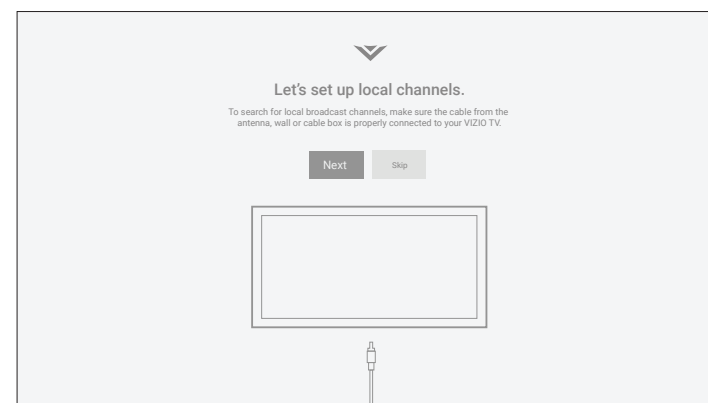 Let's set up local channels.
To search for local broadcast channels, make sure the cable from the
antenna, wall or cable box is properly connected to your VIZIO TV.
Next
Skip